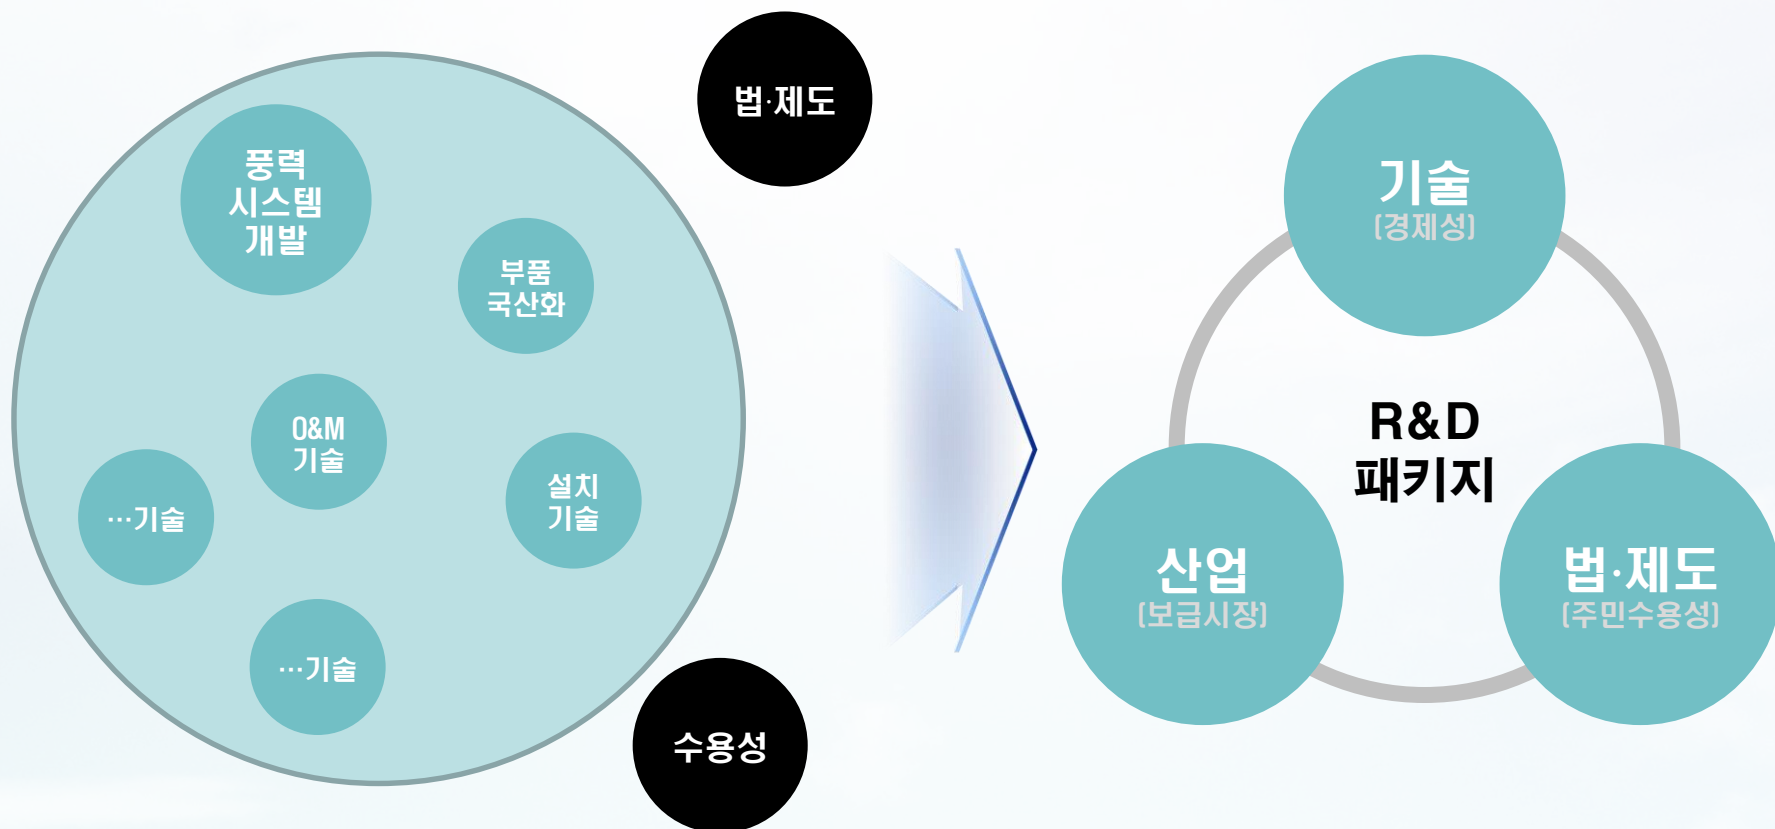 법·제도
풍력
시스템
개발
부품
국산화
O&M
기술
…기술
설치
기술
…기술
수용성
기술
(경제성)
R&D
패키지
산업
(보급시장)
법·제도
(주민수용성)